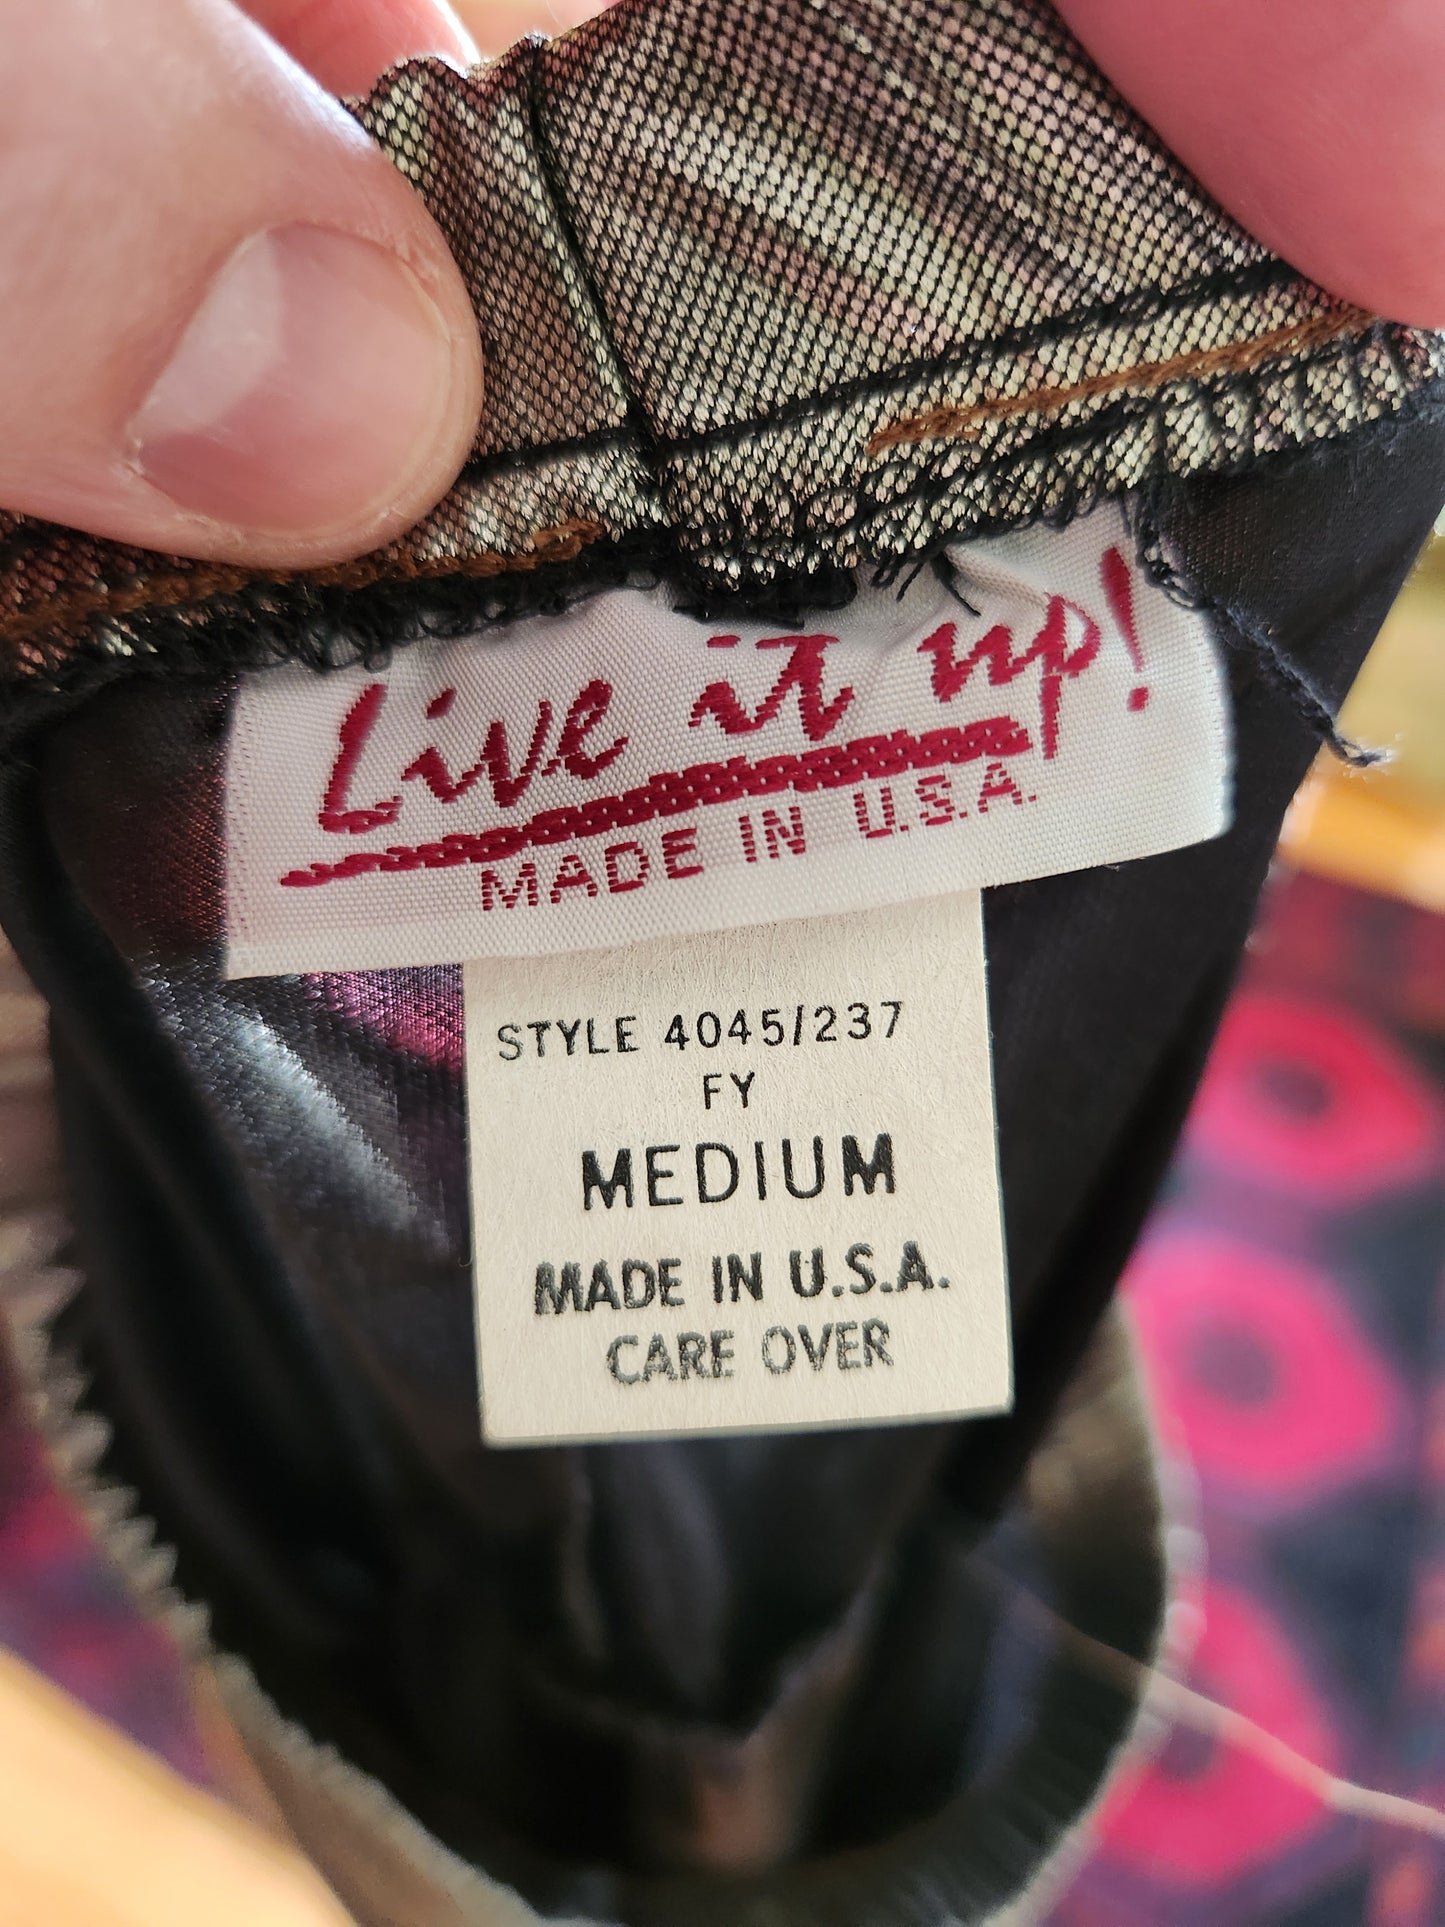 Live it up!
MADE IN U.S.A.
STYLE 4045/237
FY
MEDIUM
MADE IN U.S.A.
CARE OVER